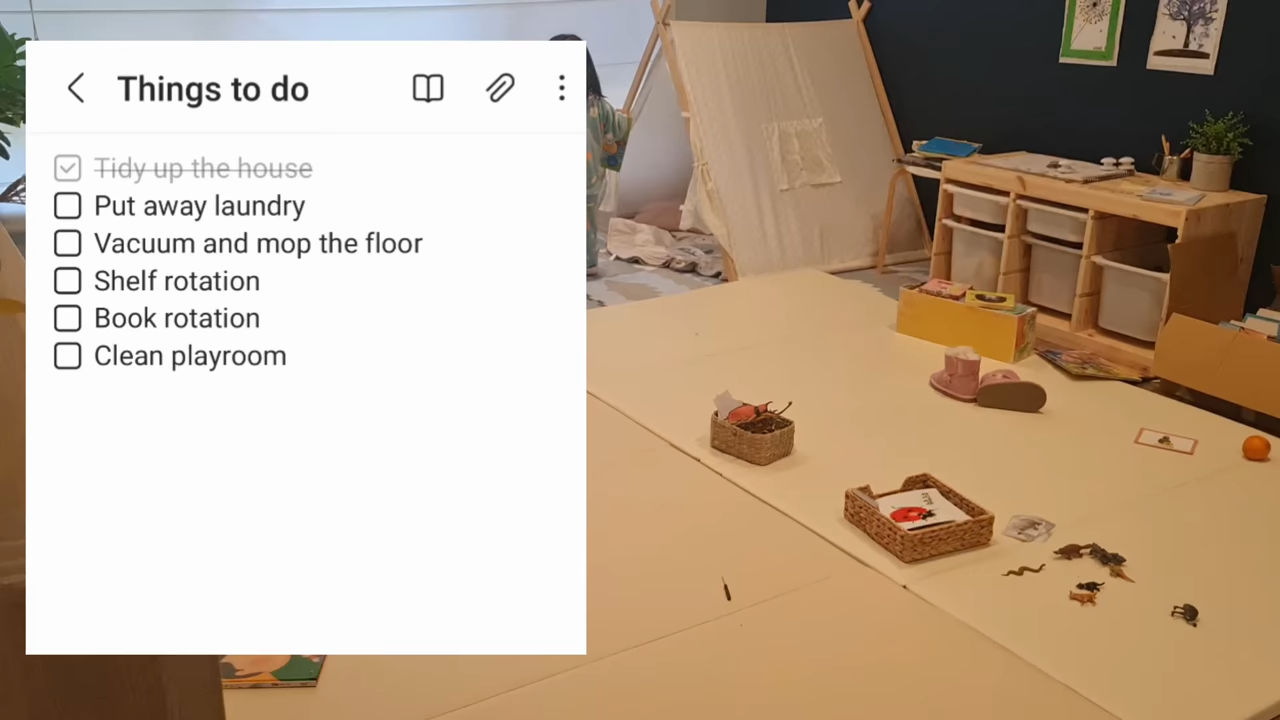 Things to do
Tidy up the house
Put away laundry
Vacuum and mop the floor
Shelf rotation
Book rotation
Clean playroom